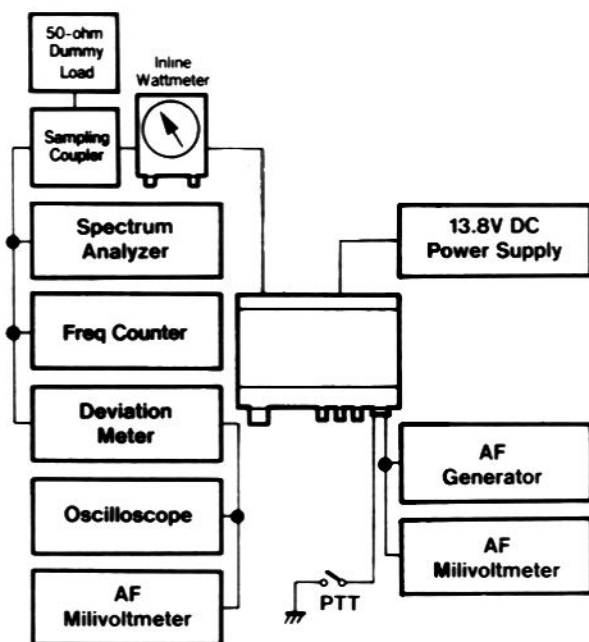 50-ohm
Dummy
Load
Inline
Wattmeter
Sampling
Coupler
Spectrum
Analyzer
13.8V DC
Power Supply
Freq Counter
Deviation
Meter
AF
Generator
Oscilloscope
AF
Milivoltmeter
PTT
AF
Milivoltmeter